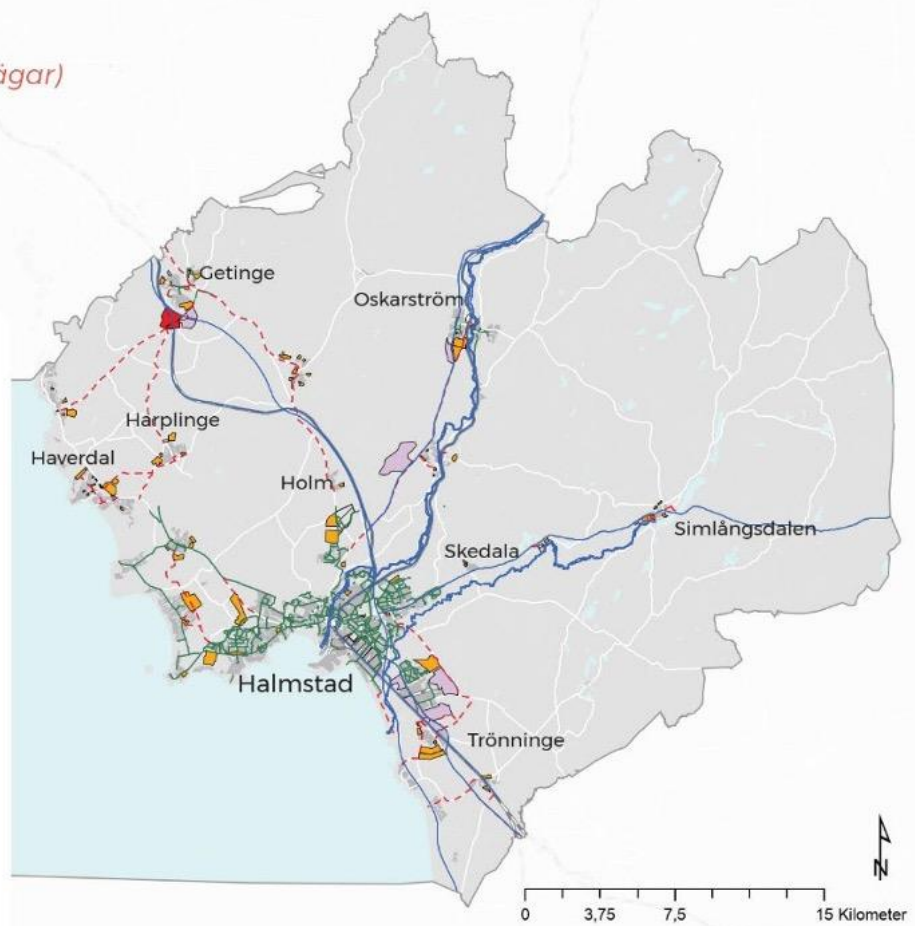 ägar)
Getinge
Oskarström
Harplinge
Haverdal
Holm
Skedala
Simlångsdalen
Halmstad
Trönninge
N
0 3,75 7,5 15 Kilometer